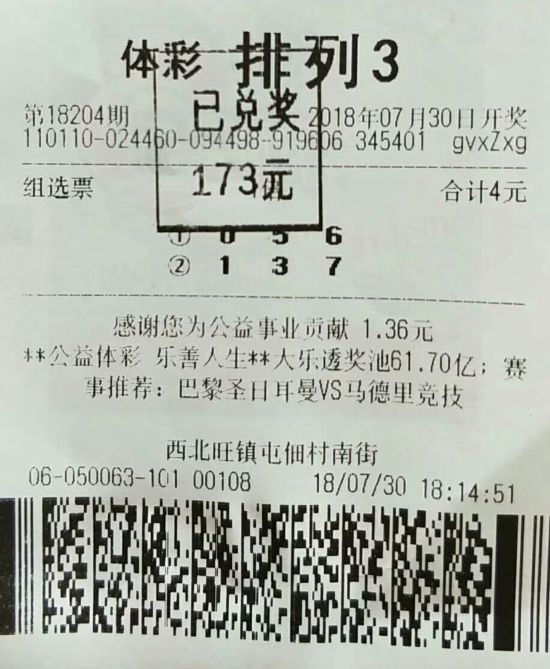 体彩 排列3
已兑奖
第18204期 2018年07月30日开奖
110110-024460-094498-919606 345401 gvxZxg
173元
组选票 合计4元
① 0 5 6
② 1 3 7
感谢您为公益事业贡献 1.36元
**公益体彩 乐善人生**大乐透奖池61.70亿；赛
事推荐：巴黎圣日耳曼VS马德里竞技
西北旺镇屯佃村南街
06-050063-101 00108 18/07/30 18:14:51